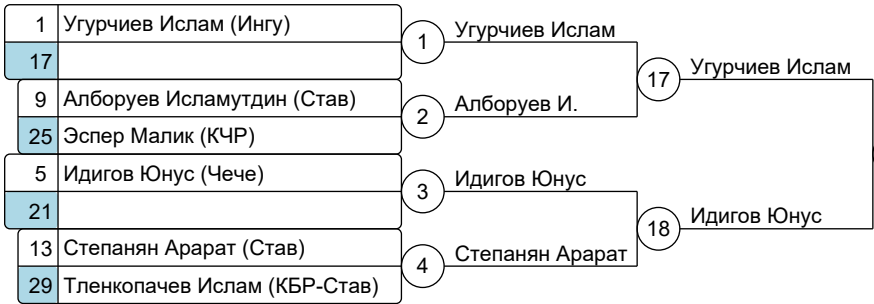 1 Угурчиев Ислам (Ингу)
17
9 Алборуев Исламутдин (Став)
25 Эспер Малик (КЧР)
5 Идигов Юнус (Чече)
21
13 Степанян Арарат (Став)
29 Тленкопачев Ислам (КБР-Став)
1 Угурчиев Ислам
2 Алборуев И.
3 Идигов Юнус
4 Степанян Арарат
17 Угурчиев Ислам
18 Идигов Юнус